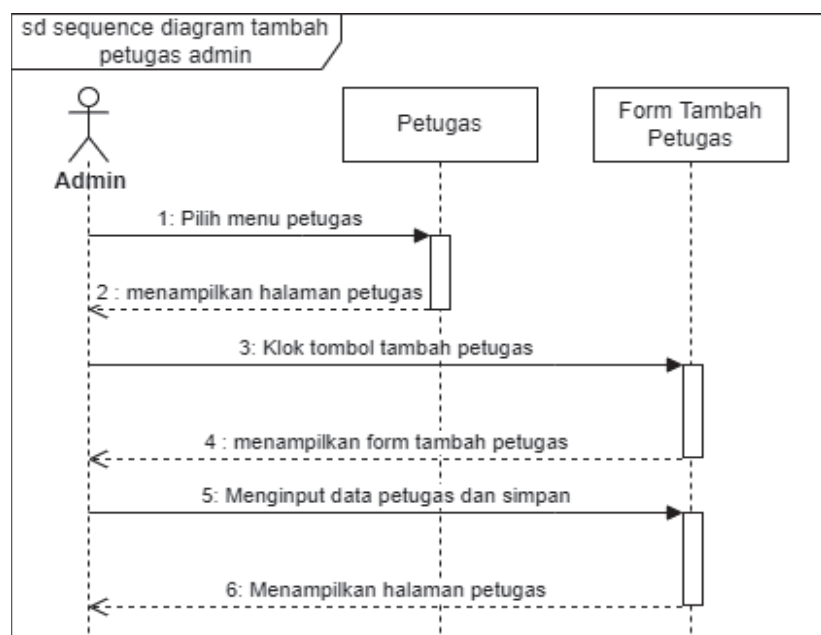 sd sequence diagram tambah
petugas admin
Admin
Petugas
Form Tambah
Petugas
1: Pilih menu petugas
2 : menampilkan halaman petugas
3: Klok tombol tambah petugas
4 : menampilkan form tambah petugas
5: Menginput data petugas dan simpan
6: Menampilkan halaman petugas